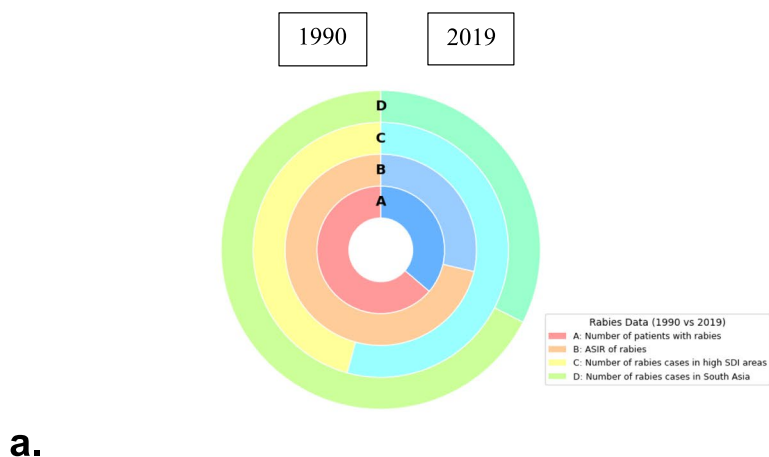 1990
2019
D
C
B
A
Rabies Data (1990 vs 2019)
A: Number of patients with rabies
B: ASIR of rabies
C: Number of rabies cases in high SDI areas
D: Number of rabies cases in South Asia
a.